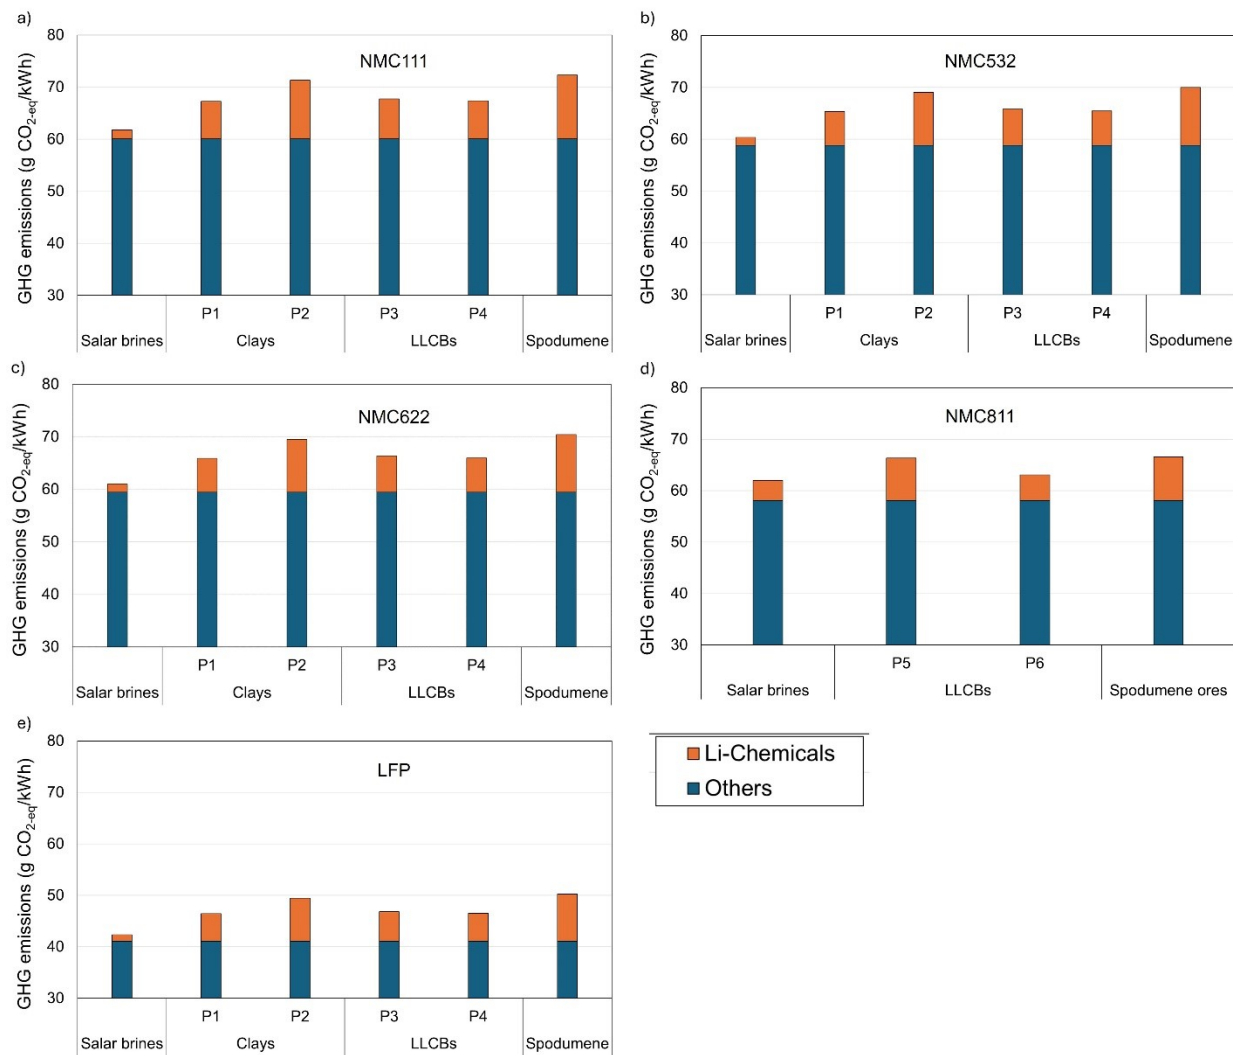 a)
GHG emissions (g CO2-eq/kWh)
80
70
60
50
40
30
NMC111
P1 P2 P3 P4
Salar brines Clays LLCBs Spodumene
b)
GHG emissions (g CO2-eq/kWh)
80
70
60
50
40
30
NMC532
P1 P2 P3 P4
Salar brines Clays LLCBs Spodumene
c)
GHG emissions (g CO2-eq/kWh)
80
70
60
50
40
30
NMC622
P1 P2 P3 P4
Salar brines Clays LLCBs Spodumene
d)
GHG emissions (g CO2-eq/kWh)
80
70
60
50
40
30
NMC811
P5 P6
Salar brines LLCBs Spodumene ores
e)
GHG emissions (g CO2-eq/kWh)
80
70
60
50
40
30
LFP
P1 P2 P3 P4
Salar brines Clays LLCBs Spodumene
Li-Chemicals
Others